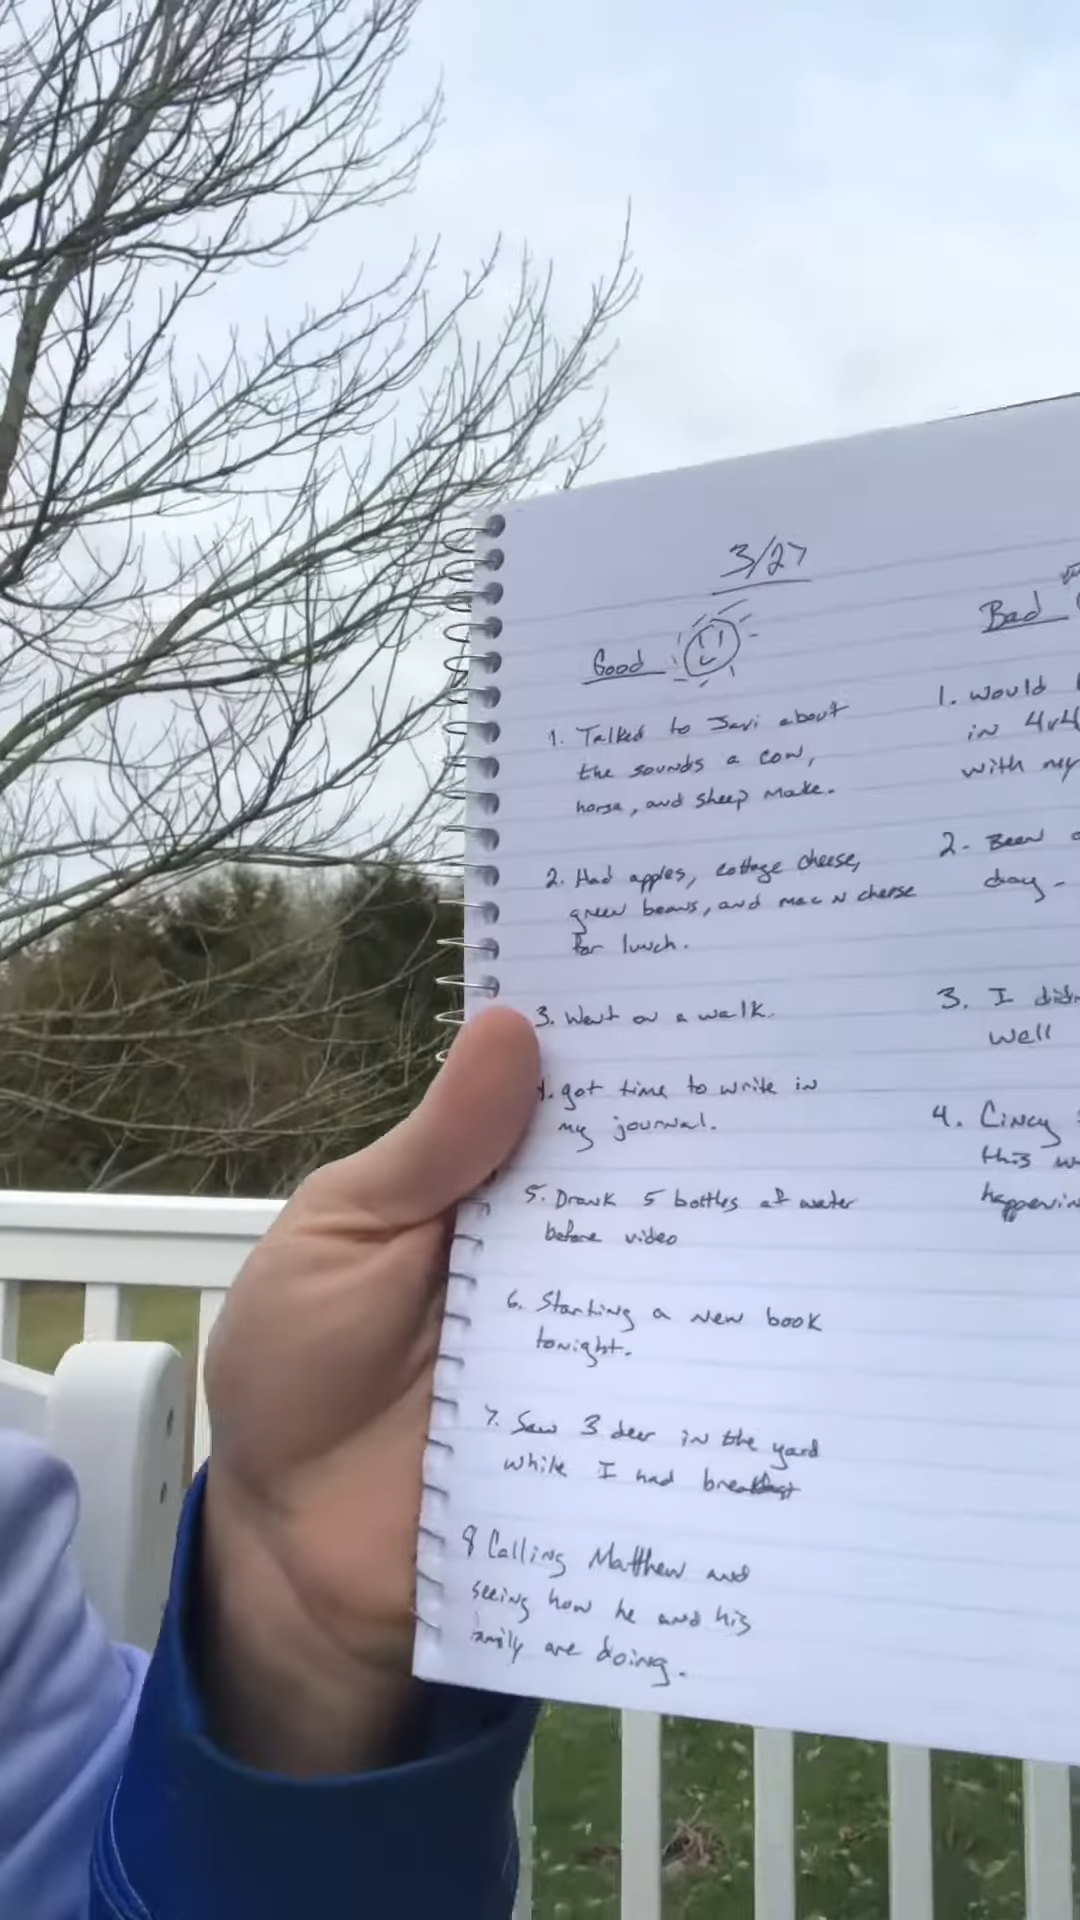 3/27
Good
1. Talked to Javi about
the sounds a cow,
horse, and sheep make.
2. Had apples, cottage cheese,
green beans, and mac N cheese
for lunch.
3. Went on a walk.
4. got time to write in
my journal.
5. Drank 5 bottles of water
before video
6. Starting a new book
tonight.
7. Saw 3 deer in the yard
while I had breakfast
8 Calling Matthew and
seeing how he and his
family are doing.
Bad
1. would
in
with my
2. Been
day.
3. I
well
4. Cincy
this